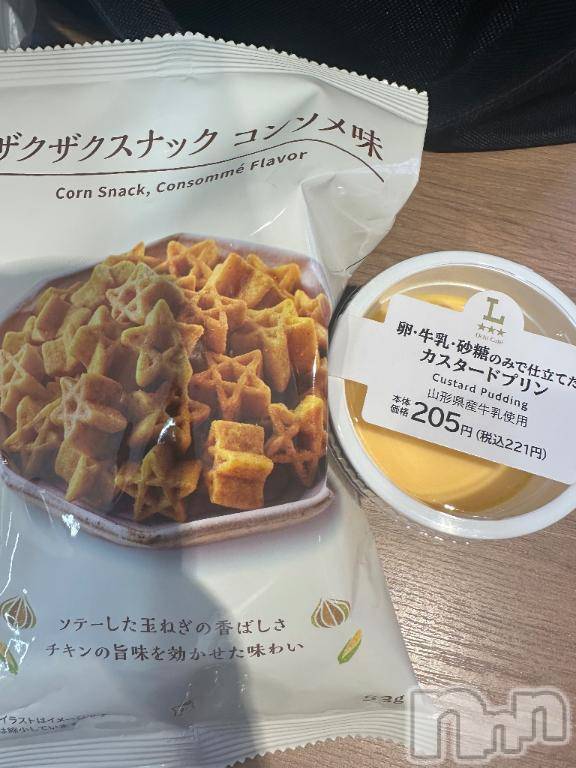 ザクザクスナック コンソメ味
Corn Snack, Consommé Flavor
ソテーした玉ねぎの香ばしさ
チキンの旨味を効かせた味わい
53g
L
Uchi Café
卵・牛乳・砂糖のみで仕立てた
カスタードプリン
Custard Pudding
山形県産牛乳使用
本体価格 205円(税込221円)